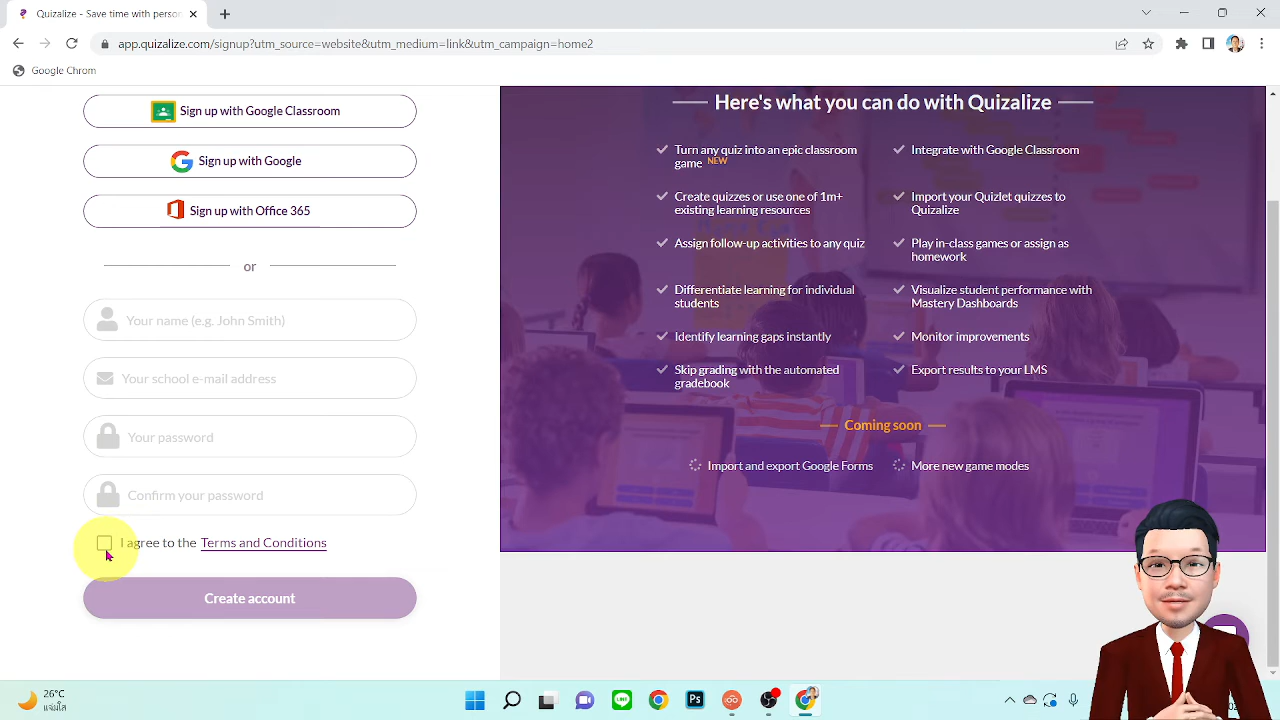 Quizalize - Save time with person
app.quizalize.com/signup?utm_source=website&utm_medium=link&utm_campaign=home2
Google Chrom
Sign up with Google Classroom
Sign up with Google
Sign up with Office 365
or
Your name (e.g. John Smith)
Your school e-mail address
Your password
Confirm your password
I agree to the Terms and Conditions
Create account
Here's what you can do with Quizalize
Turn any quiz into an epic classroom
game NEW
Create quizzes or use one of 1m+
existing learning resources
Assign follow-up activities to any quiz
Differentiate learning for individual
students
Identify learning gaps instantly
Skip grading with the automated
gradebook
Integrate with Google Classroom
Import your Quizlet quizzes to
Quizalize
Play in-class games or assign as
homework
Visualize student performance with
Mastery Dashboards
Monitor improvements
Export results to your LMS
Coming soon
Import and export Google Forms
More new game modes
26°C
Ps
LINE